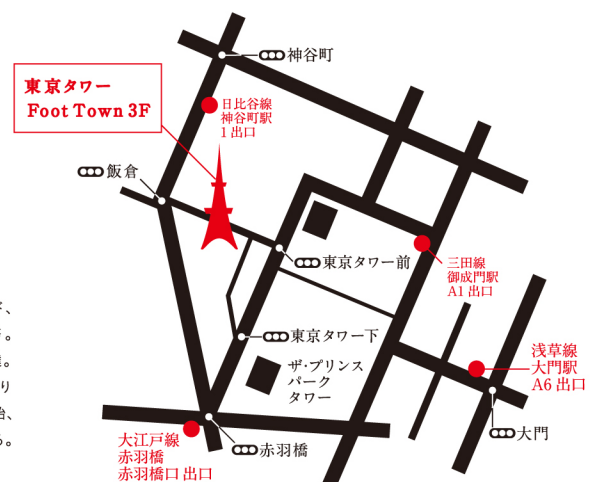 神谷町
東京タワー
Foot Town 3F
日比谷線
神谷町駅
1 出口
飯倉
東京タワー前
三田線
御成門駅
A1 出口
東京タワー下
ザ・プリンス
パーク
タワー
浅草線
大門駅
A6 出口
大門
大江戸線
赤羽橋
赤羽橋口 出口
赤羽橋
、
。
。
り
、
る。